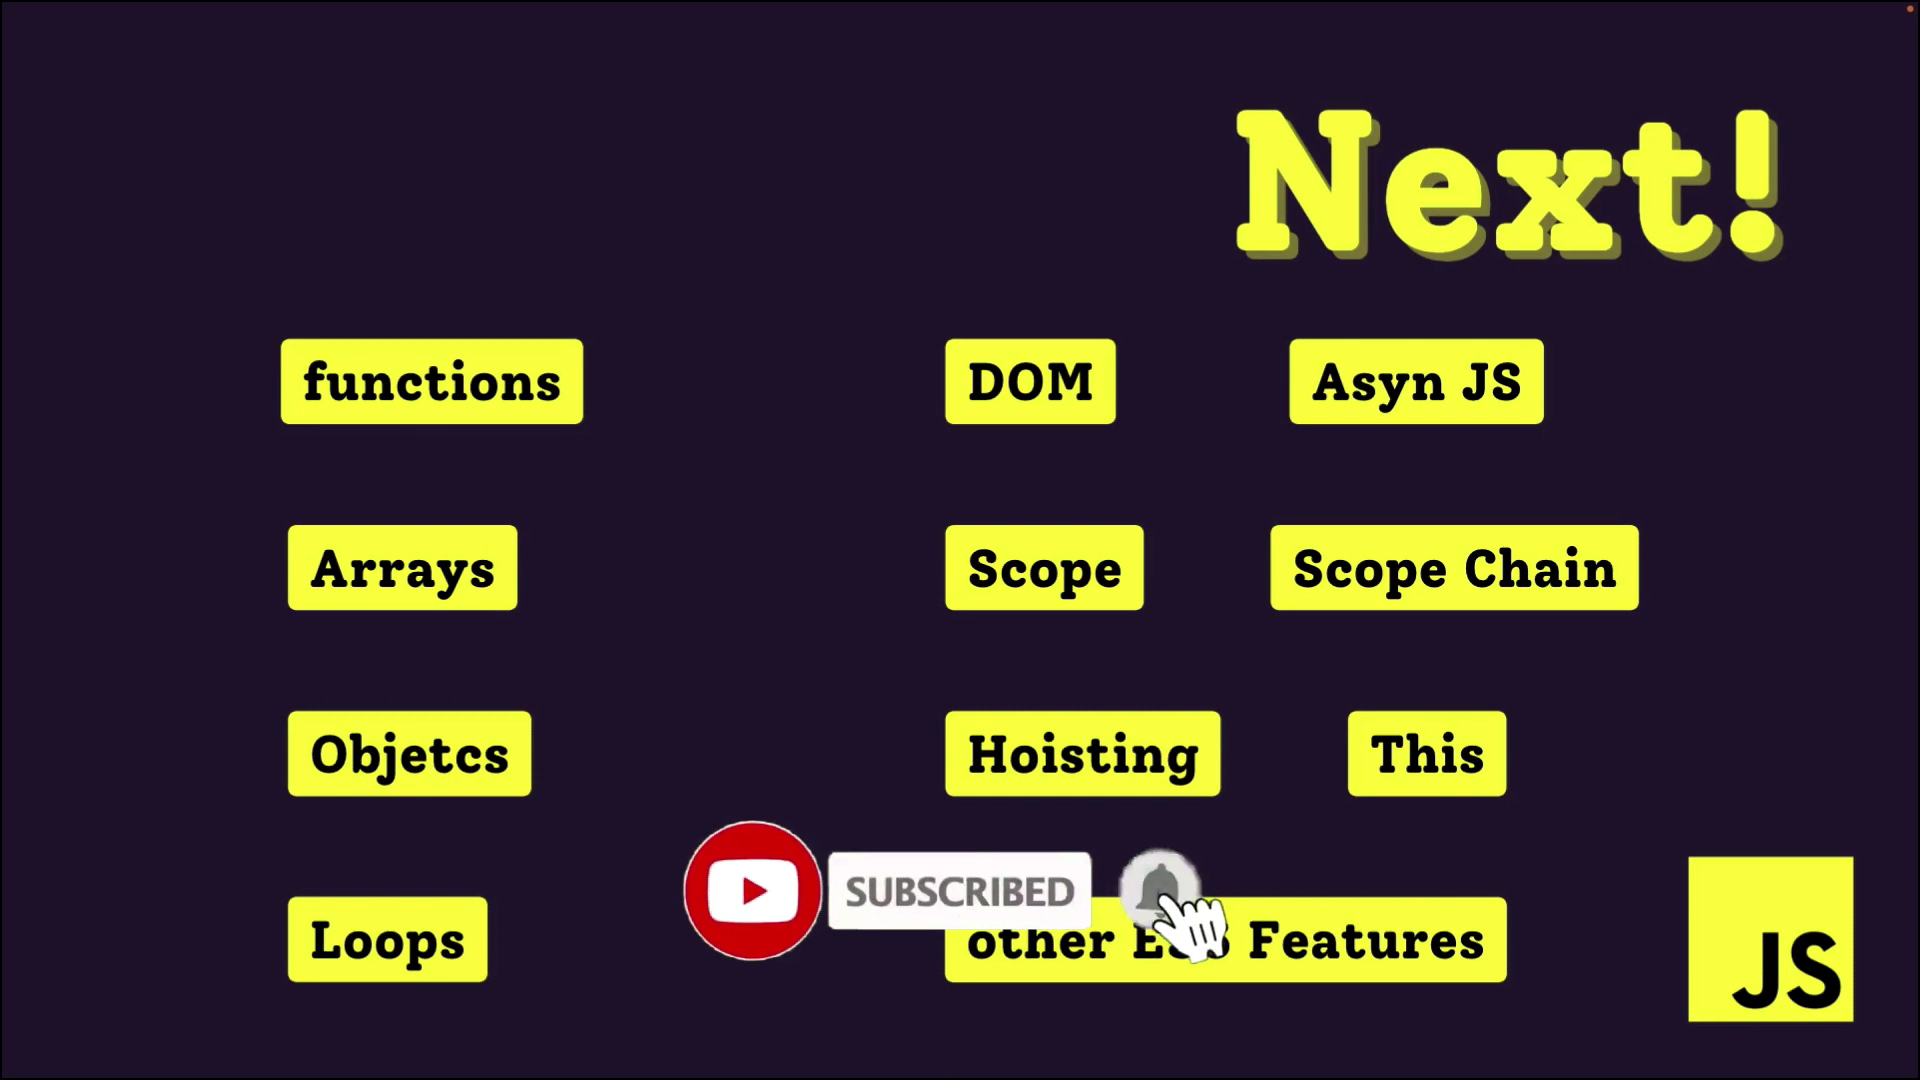 Next!
functions
DOM
Asyn JS
Arrays
Scope
Scope Chain
Objetcs
Hoisting
This
SUBSCRIBED
Loops
other Features
JS